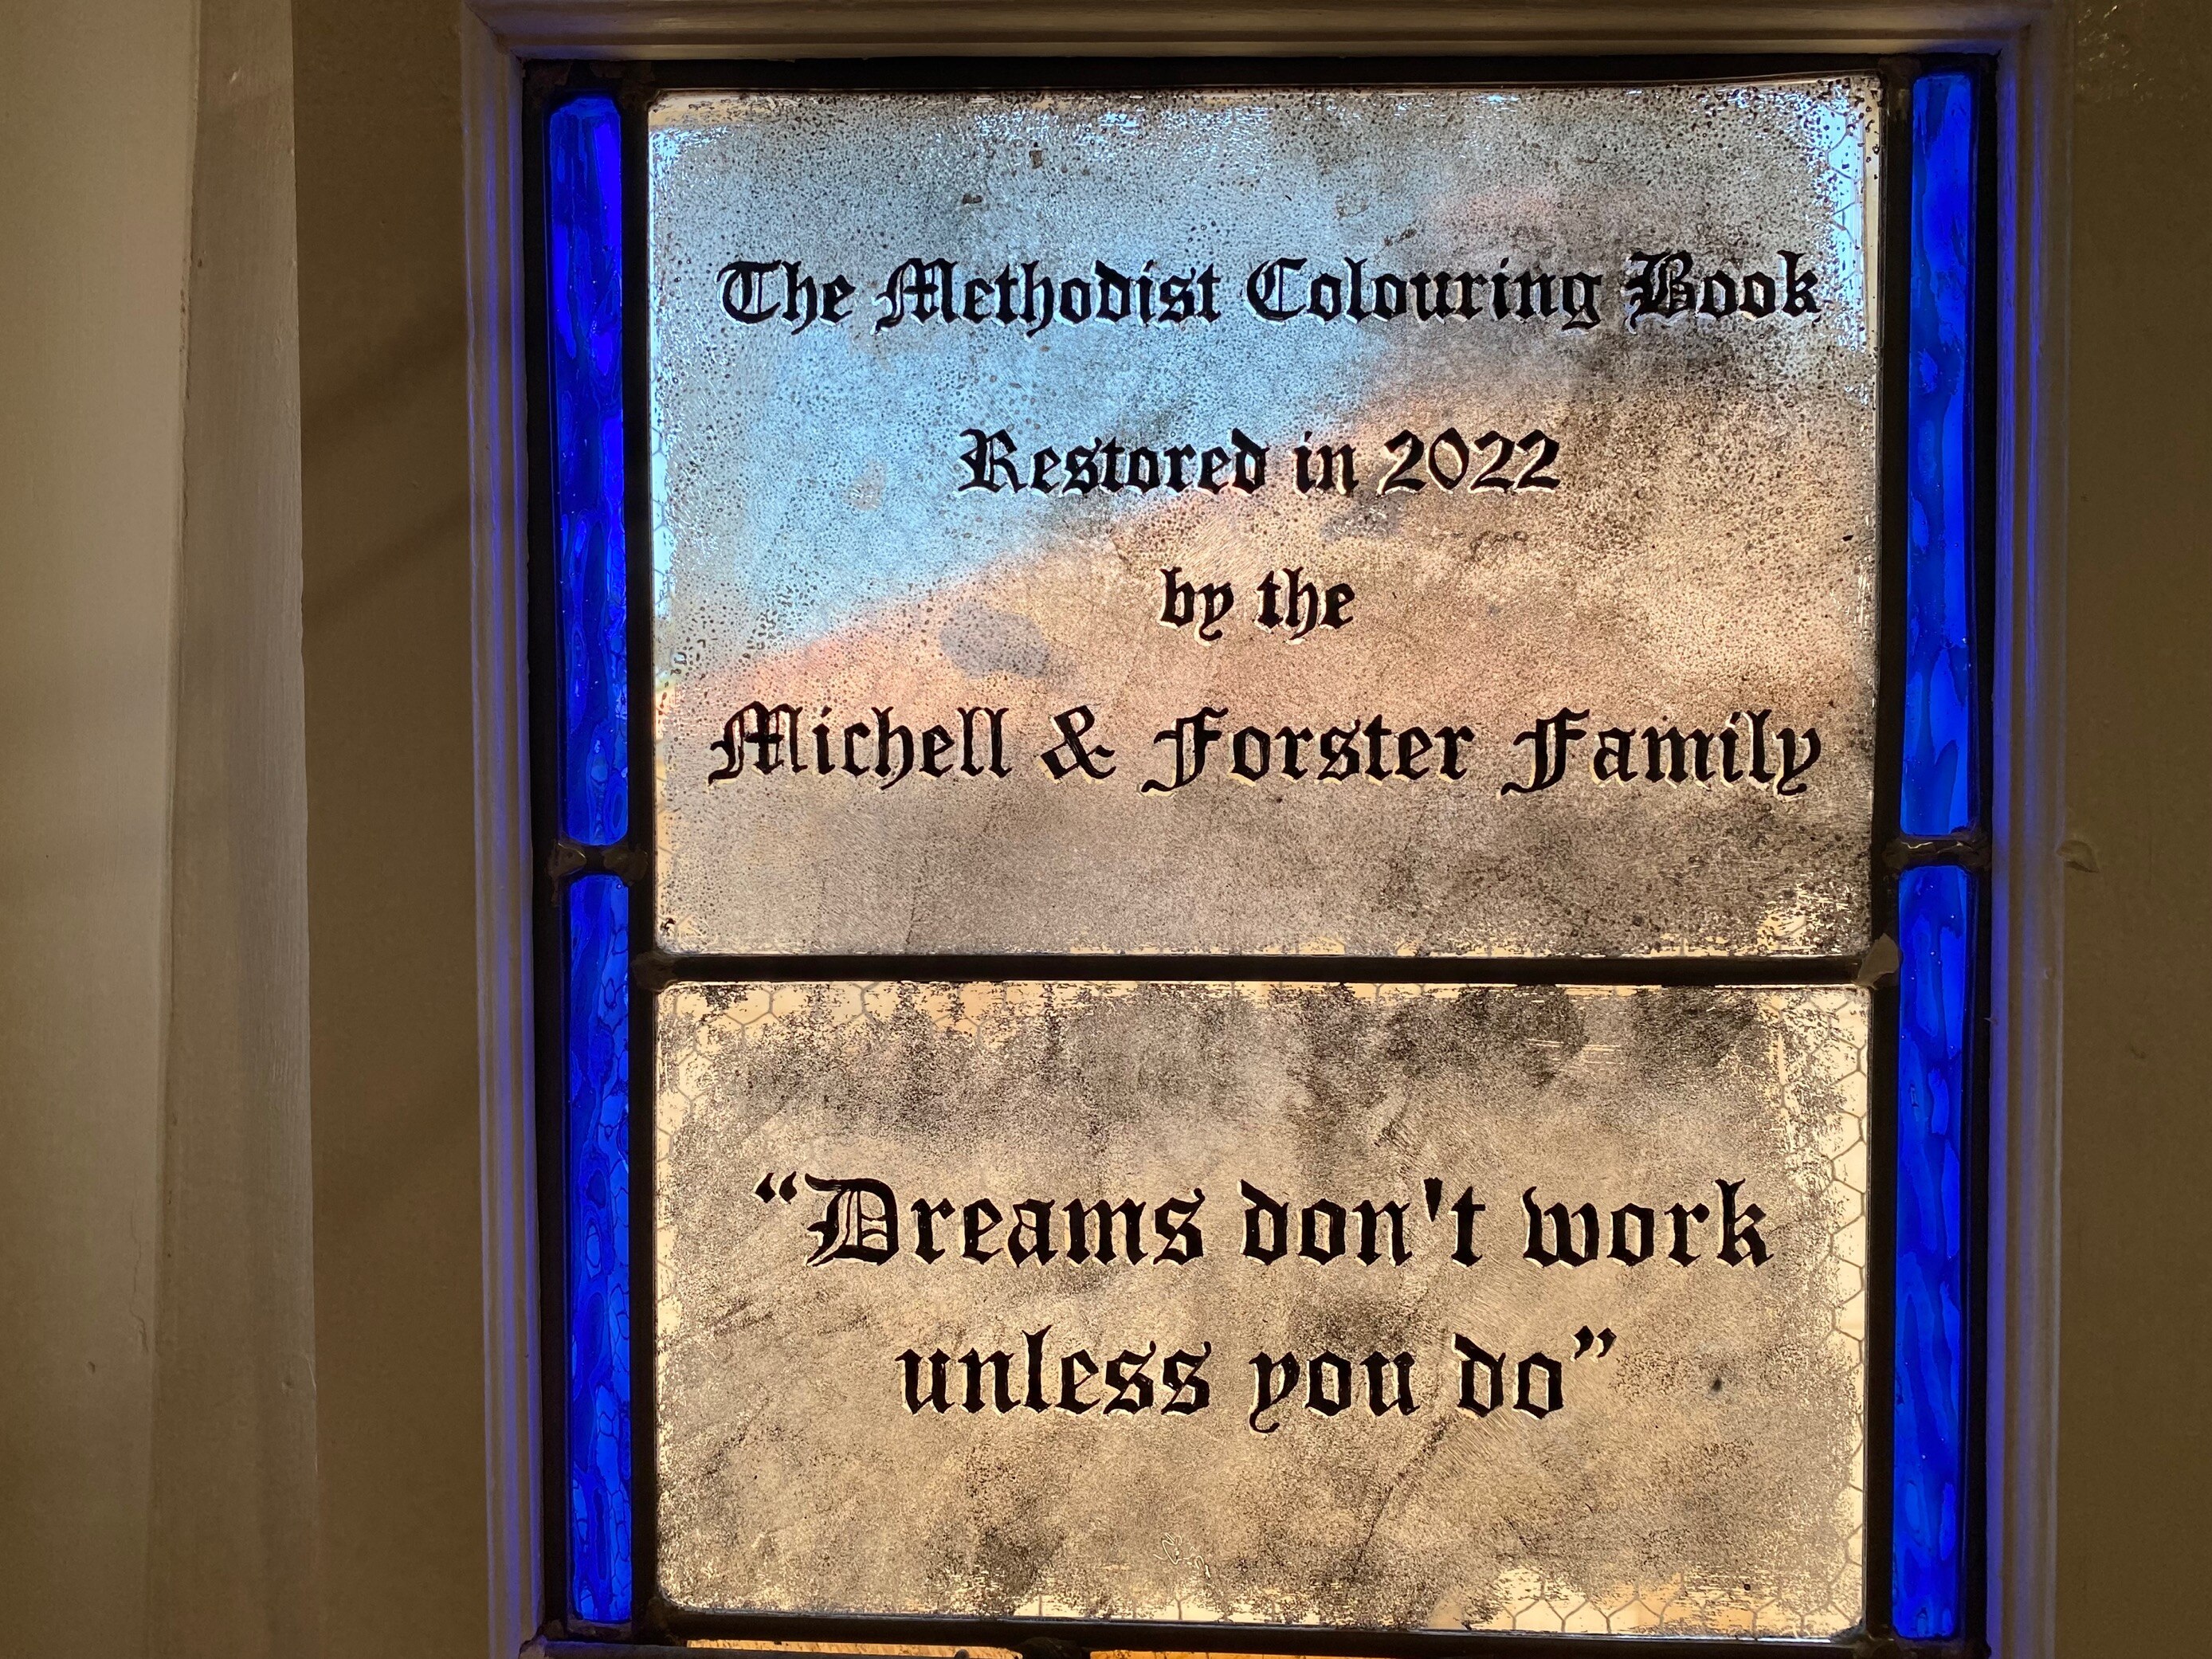 The Methodist Colouring Book
Restored in 2022
by the
Michell & Forster Family
“Dreams don't work
unless you do”